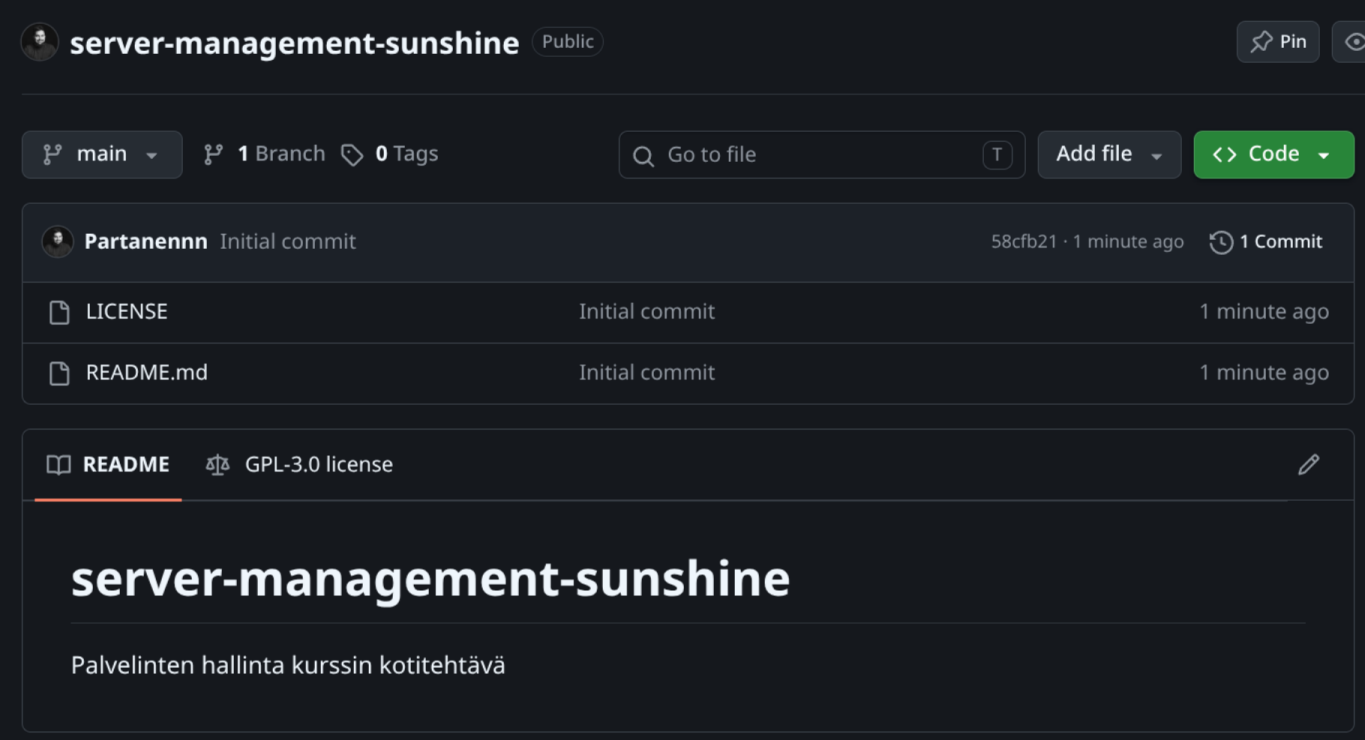 server-management-sunshine Public Pin
main 1 Branch 0 Tags Go to file T Add file Code
Partanennn Initial commit 58cfb21 · 1 minute ago 1 Commit
LICENSE Initial commit 1 minute ago
README.md Initial commit 1 minute ago
README GPL-3.0 license
server-management-sunshine
Palvelinten hallinta kurssin kotitehtävä